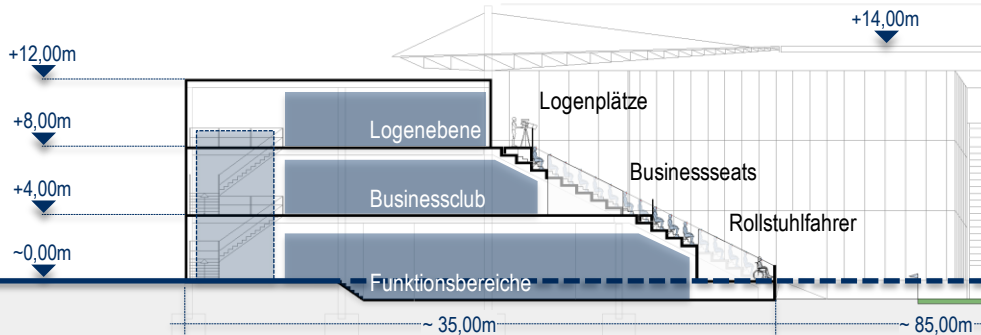 +14,00m
+12,00m
Logenplätze
+8,00m
Logenebene
Businessseats
+4,00m
Businessclub
Rollstuhlfahrer
~0,00m
Funktionsbereiche
~ 35,00m
~ 85,00m